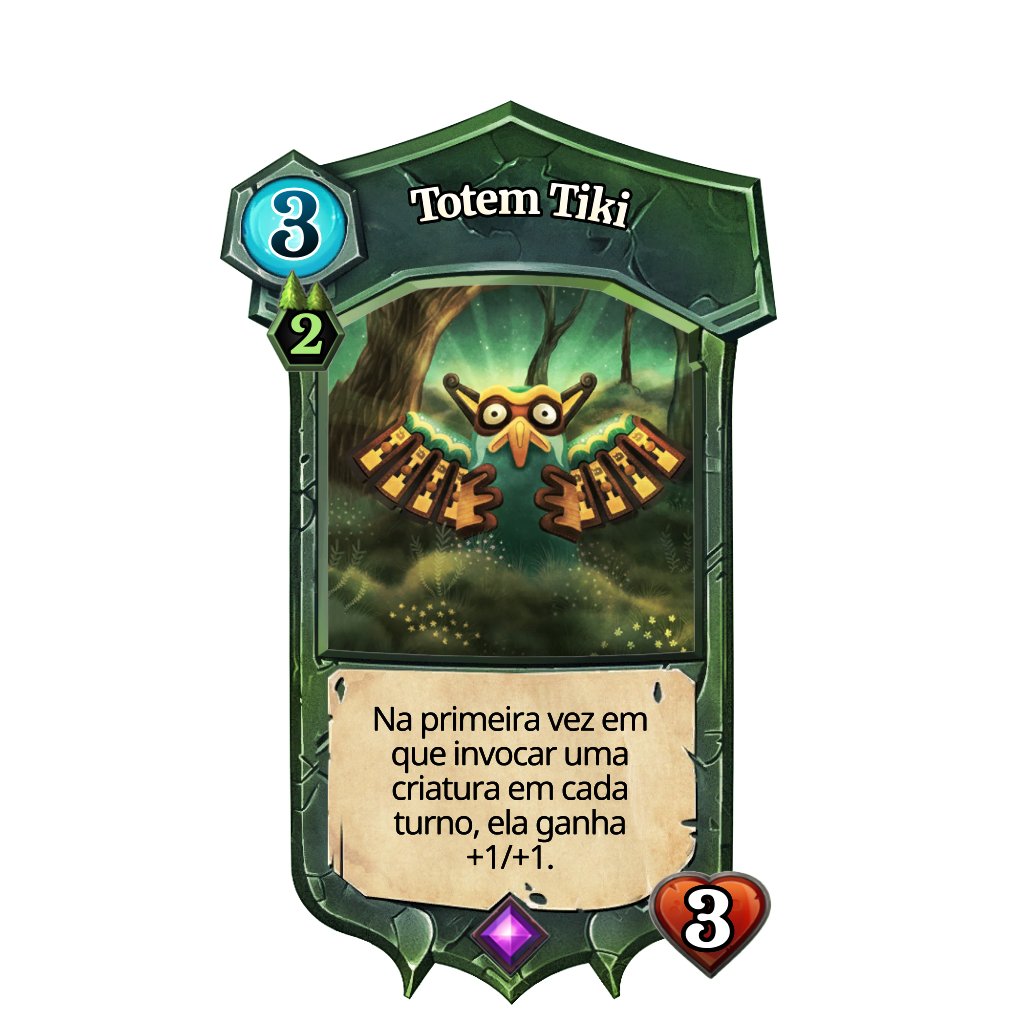 Totem Tiki
3
2
Na primeira vez em
que invocar uma
criatura em cada
turno, ela ganha
+1/+1.
3